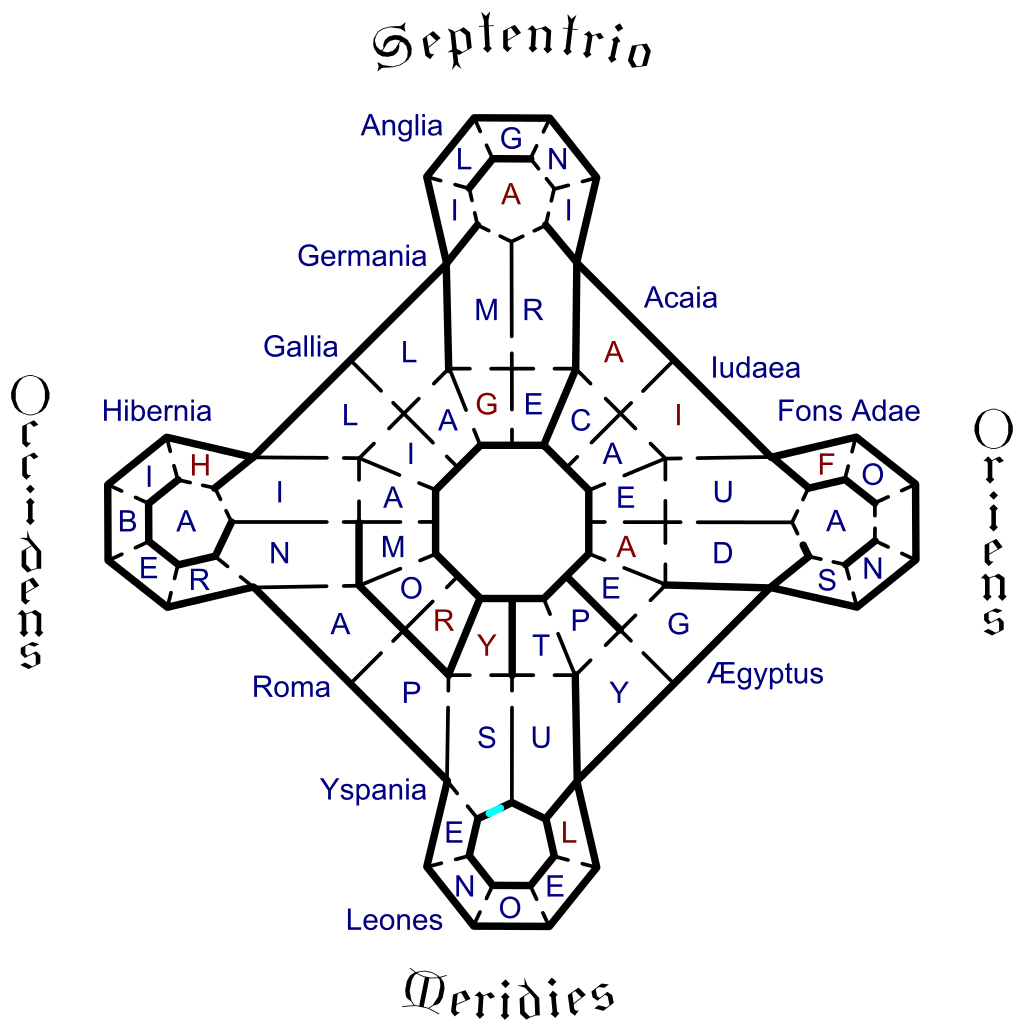 Septentrio
Anglia
G
L N
A
I I
Germania
M R
Acaia
Gallia
L A
Iudaea
Occidens
Oriens
Hibernia
Fons Adae
G E
L A C I
I A
H F
I O
I A E U
B A A
N M A D
E N
R O E S
A R P G
Y T
Roma P Y Ægyptus
S U
Yspania
E L
N E
O
Leones
Meridies